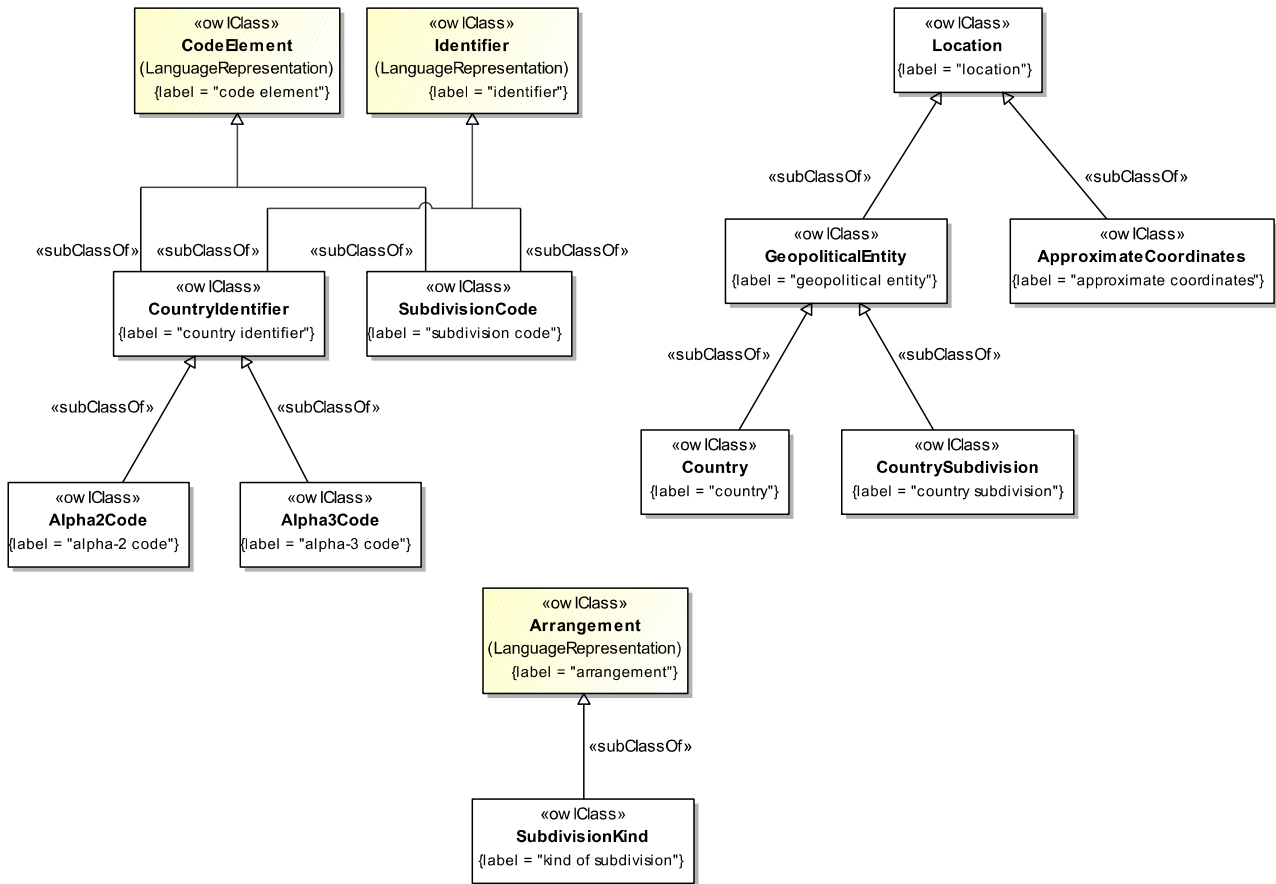 «owlClass»
CodeElement
(LanguageRepresentation)
{label = "code element"}
«owlClass»
Identifier
(LanguageRepresentation)
{label = "identifier"}
«owlClass»
Location
{label = "location"}
«subClassOf»
«subClassOf»
«subClassOf»
«subClassOf»
«subClassOf»
«subClassOf»
«owlClass»
CountryIdentifier
{label = "country identifier"}
«owlClass»
SubdivisionCode
{label = "subdivision code"}
«owlClass»
GeopoliticalEntity
{label = "geopolitical entity"}
«owlClass»
ApproximateCoordinates
{label = "approximate coordinates"}
«subClassOf»
«subClassOf»
«subClassOf»
«subClassOf»
«owlClass»
Alpha2Code
{label = "alpha-2 code"}
«owlClass»
Alpha3Code
{label = "alpha-3 code"}
«owlClass»
Country
{label = "country"}
«owlClass»
CountrySubdivision
{label = "country subdivision"}
«owlClass»
Arrangement
(LanguageRepresentation)
{label = "arrangement"}
«subClassOf»
«owlClass»
SubdivisionKind
{label = "kind of subdivision"}